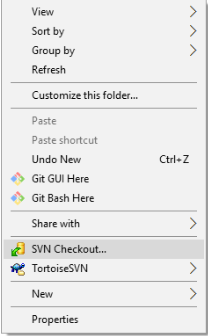 View
Sort by
Group by
Refresh
Customize this folder...
Paste
Paste shortcut
Undo New Ctrl+Z
Git GUI Here
Git Bash Here
Share with
SVN Checkout...
TortoiseSVN
New
Properties